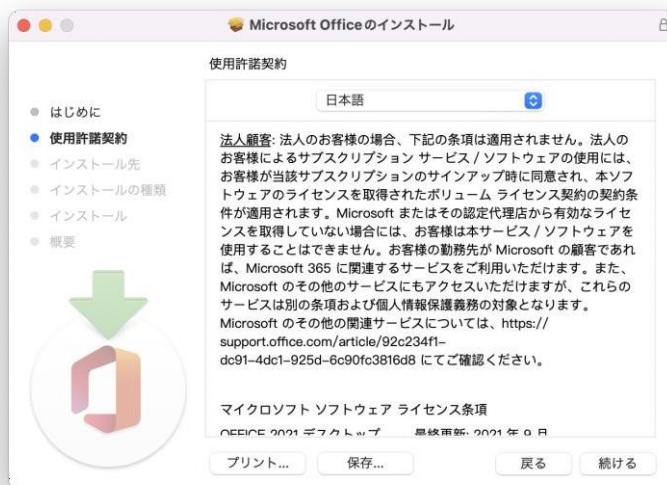 Microsoft Officeのインストール
使用許諾契約
はじめに
使用許諾契約
インストール先
インストールの種類
インストール
概要
日本語
法人顧客: 法人のお客様の場合、下記の条項は適用されません。法人の
お客様によるサブスクリプション サービス / ソフトウェアの使用には、
お客様が当該サブスクリプションのサインアップ時に同意され、本ソフ
トウェアのライセンスを取得されたボリューム ライセンス契約の契約条
件が適用されます。Microsoft またはその認定代理店から有効なライセ
ンスを取得していない場合には、お客様は本サービス / ソフトウェアを
使用することはできません。お客様の勤務先が Microsoft の顧客であれ
ば、Microsoft 365 に関連するサービスをご利用いただけます。また、
Microsoft のその他のサービスにもアクセスいただけますが、これらの
サービスは別の条項および個人情報保護義務の対象となります。
Microsoft のその他の関連サービスについては、https://
support.office.com/article/92c234f1-
dc91-4dc1-925d-6c90fc3816d8 にてご確認ください。
マイクロソフト ソフトウェア ライセンス条項
OFFICE 2021 デスクトップ 最終更新: 2021 年 9 月
プリント... 保存... 戻る 続ける